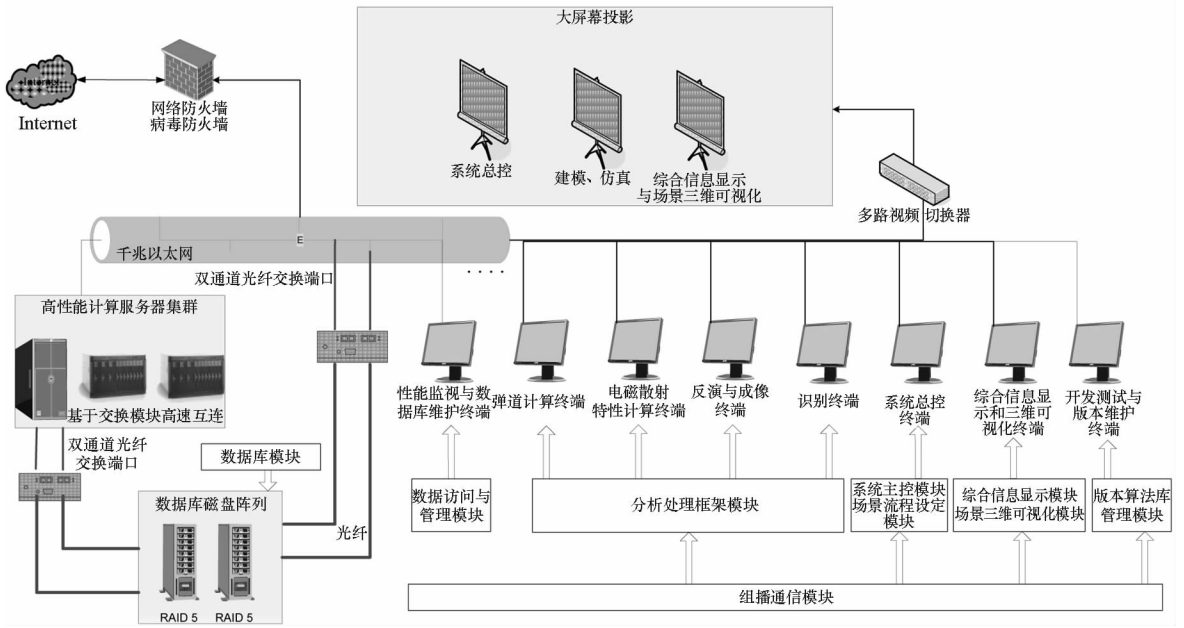 大屏幕投影
Internet
Internet
网络防火墙
病毒防火墙
系统总控
建模、仿真
综合信息显示
与场景三维可视化
多路视频 切换器
E
千兆以太网
双通道光纤交换端口
....
高性能计算服务器集群
基于交换模块高速互连
性能监视与数
据库维护终端
弹道计算终端
电磁散射
特性计算终端
反演与成像
终端
识别终端
系统总控
终端
综合信息显
示和三维可
视化终端
开发测试与
版本维护
终端
双通道光纤
交换端口
数据库模块
数据库磁盘阵列
光纤
RAID 5
RAID 5
数据访问与
管理模块
分析处理框架模块
系统主控模块
场景流程设定
模块
综合信息显示模块
场景三维可视化模块
版本算法库
管理模块
组播通信模块